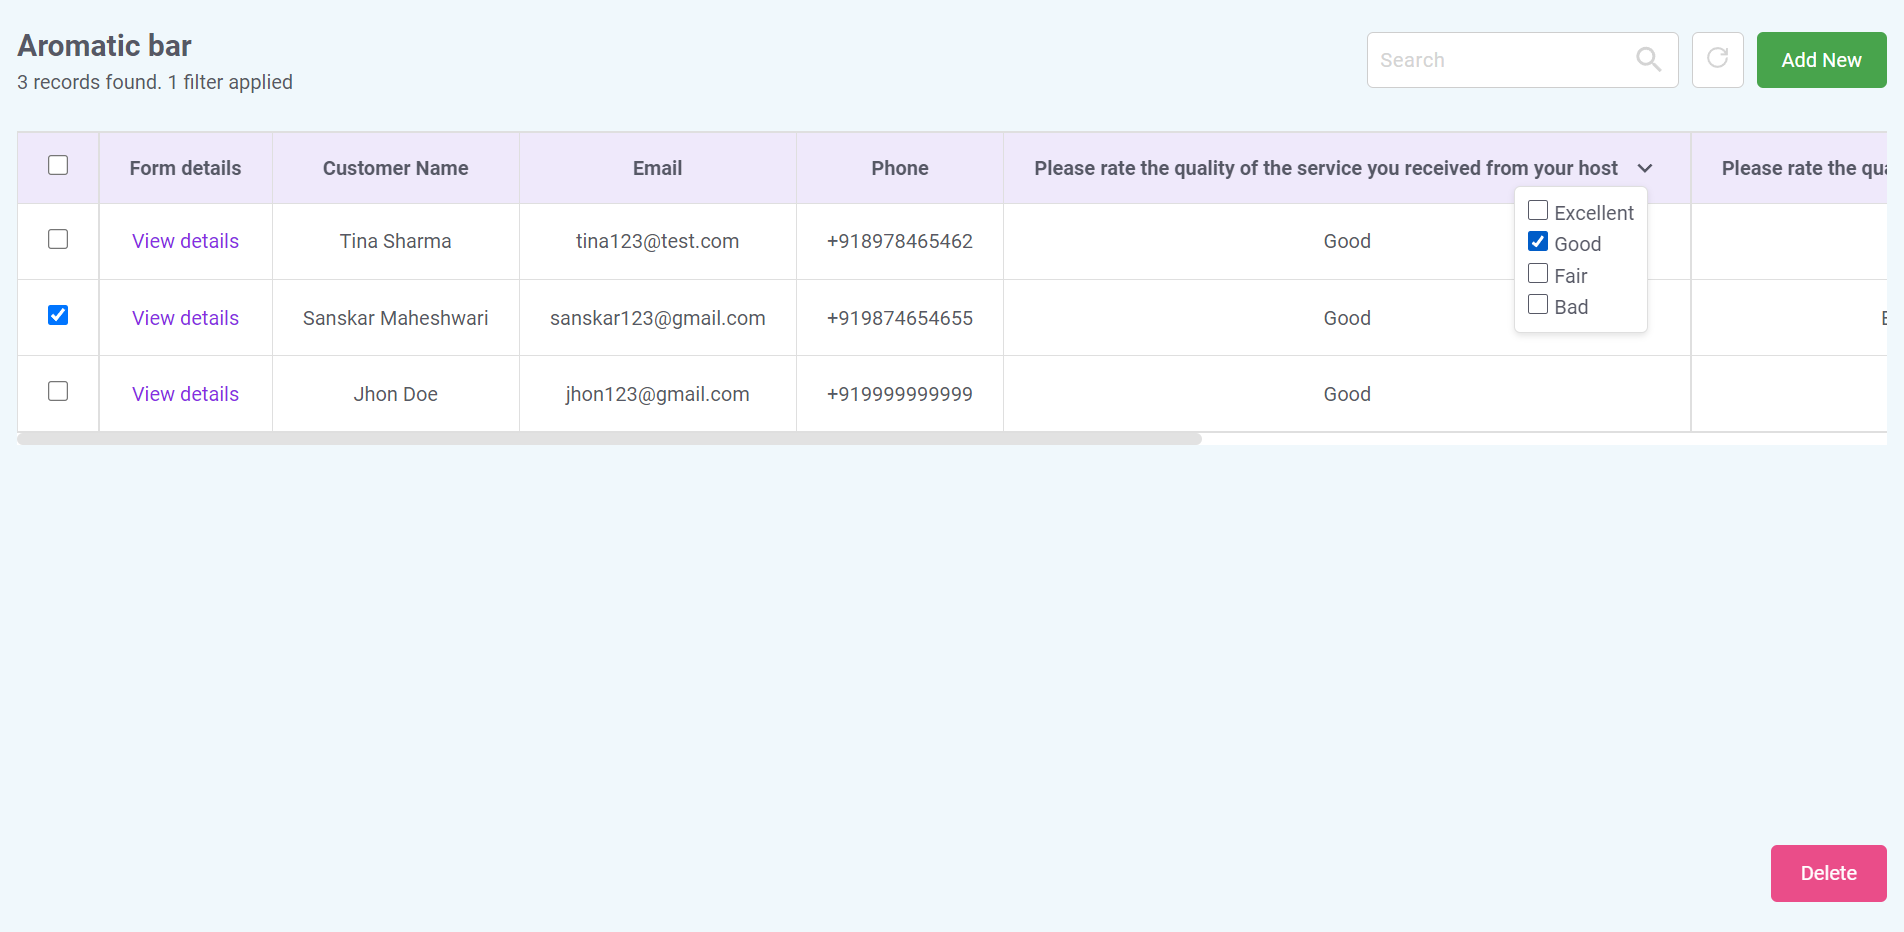 Aromatic bar
3 records found. 1 filter applied
Search
Add New
Form details Customer Name Email Phone Please rate the quality of the service you received from your host Please rate the
Excellent
View details Tina Sharma tina123@test.com +918978465462 Good
Good
Fair
Bad
View details Sanskar Maheshwari sanskar123@gmail.com +919874654655 Good
View details Jhon Doe jhon123@gmail.com +919999999999 Good
Delete